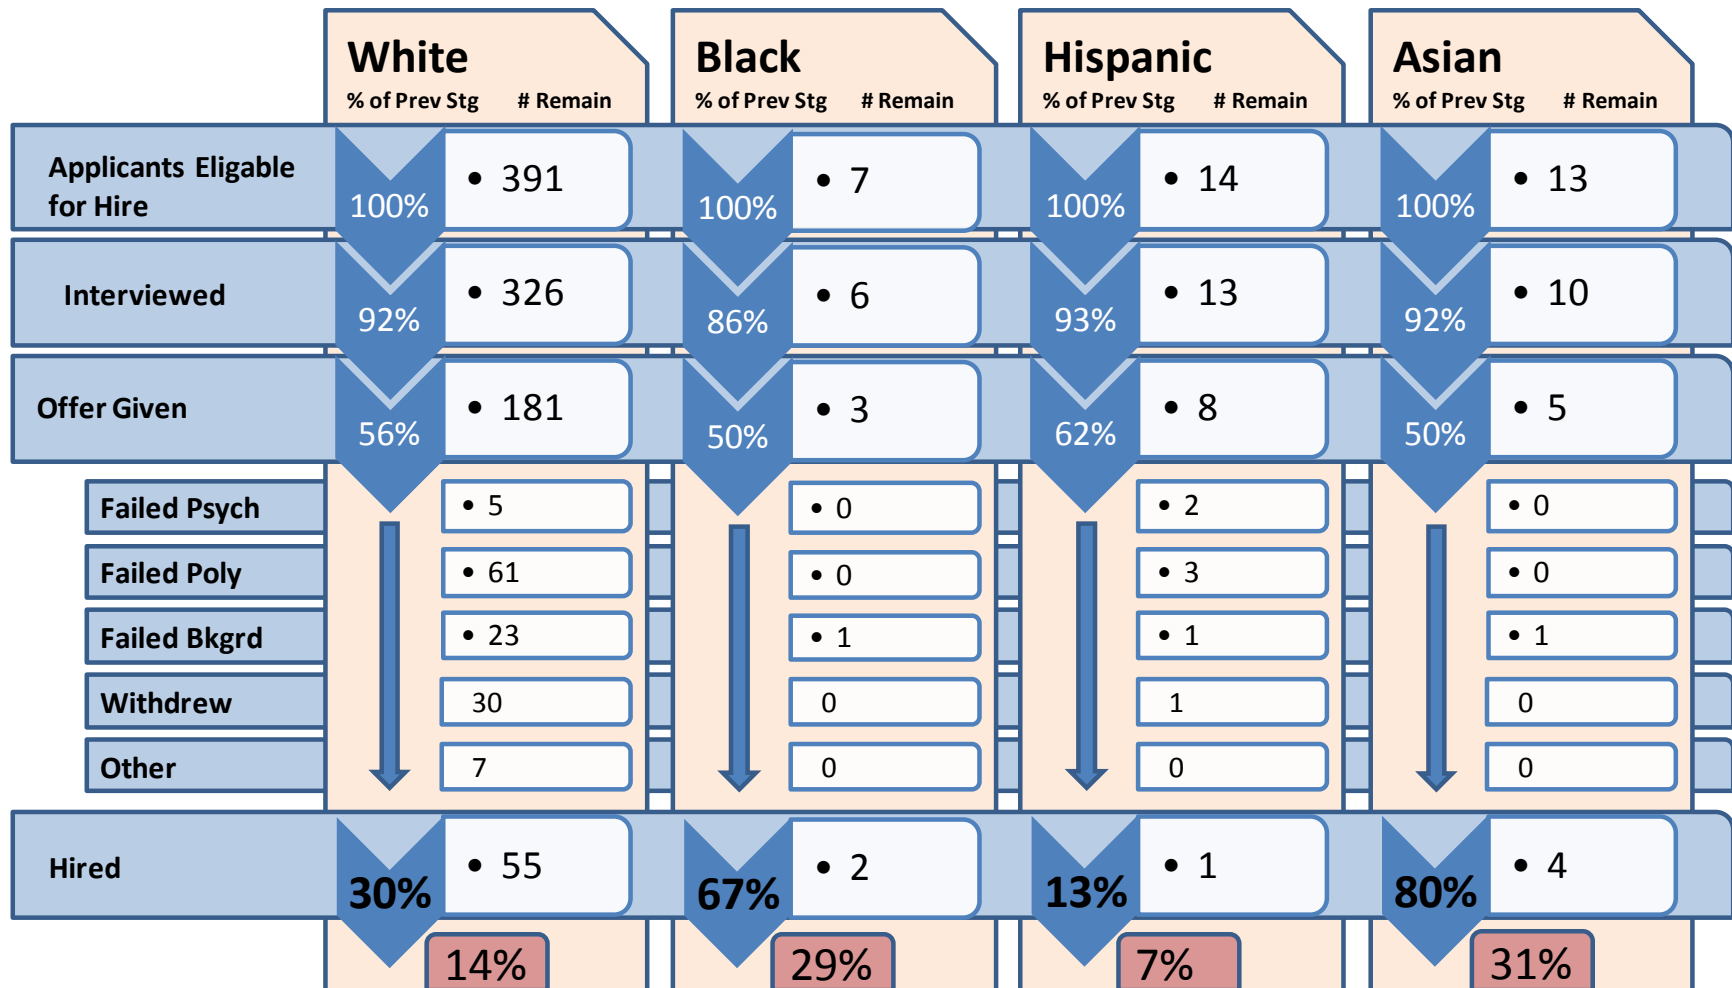 White Black Hispanic Asian
% of Prev Stg # Remain % of Prev Stg # Remain % of Prev Stg # Remain % of Prev Stg # Remain
Applicants Eligable
for Hire
100% • 391 100% • 7 100% • 14 100% • 13
Interviewed 92% • 326 86% • 6 93% • 13 92% • 10
Offer Given 56% • 181 50% • 3 62% • 8 50% • 5
Failed Psych • 5 • 0 • 2 • 0
Failed Poly • 61 • 0 • 3 • 0
Failed Bkgrd • 23 • 1 • 1 • 1
Withdrew 30 0 1 0
Other 7 0 0 0
Hired 30% • 55 67% • 2 13% • 1 80% • 4
14% 29% 7% 31%